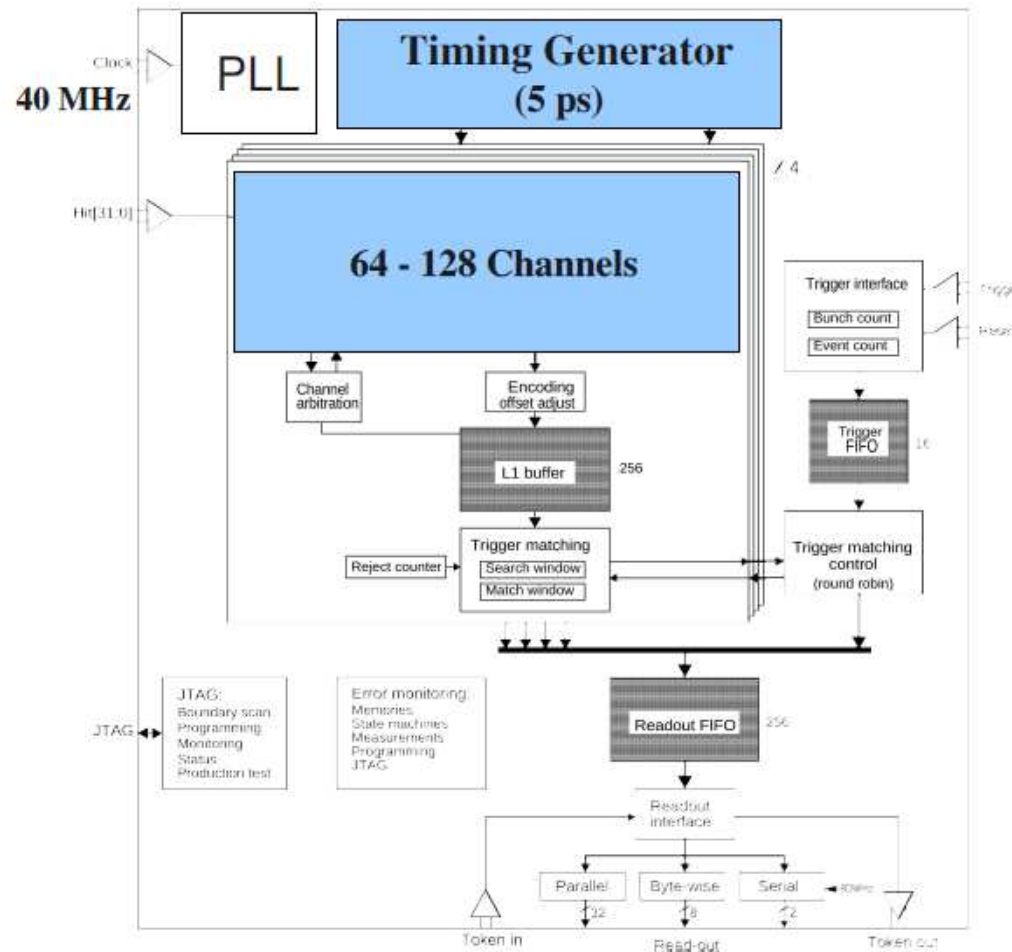 Clock
40 MHz
PLL
Timing Generator
(5 ps)
4
Hit[31:0]
64 - 128 Channels
Trigger interface
Bunch count
Event count
Channel
arbitration
Encoding
offset adjust
L1 buffer
256
Trigger
FIFO
16
Trigger matching
Search window
Match window
Reject counter
Trigger matching
control
(round robin)
JTAG
JTAG:
Boundary scan
Programming
Monitoring
Status
Production test
Error monitoring:
Memories
State machines
Measurements
Programming
JTAG
Readout FIFO
256
Readout
interface
Parallel
Byte-wise
Serial
32
8
2
Token in
Read-out
Token out